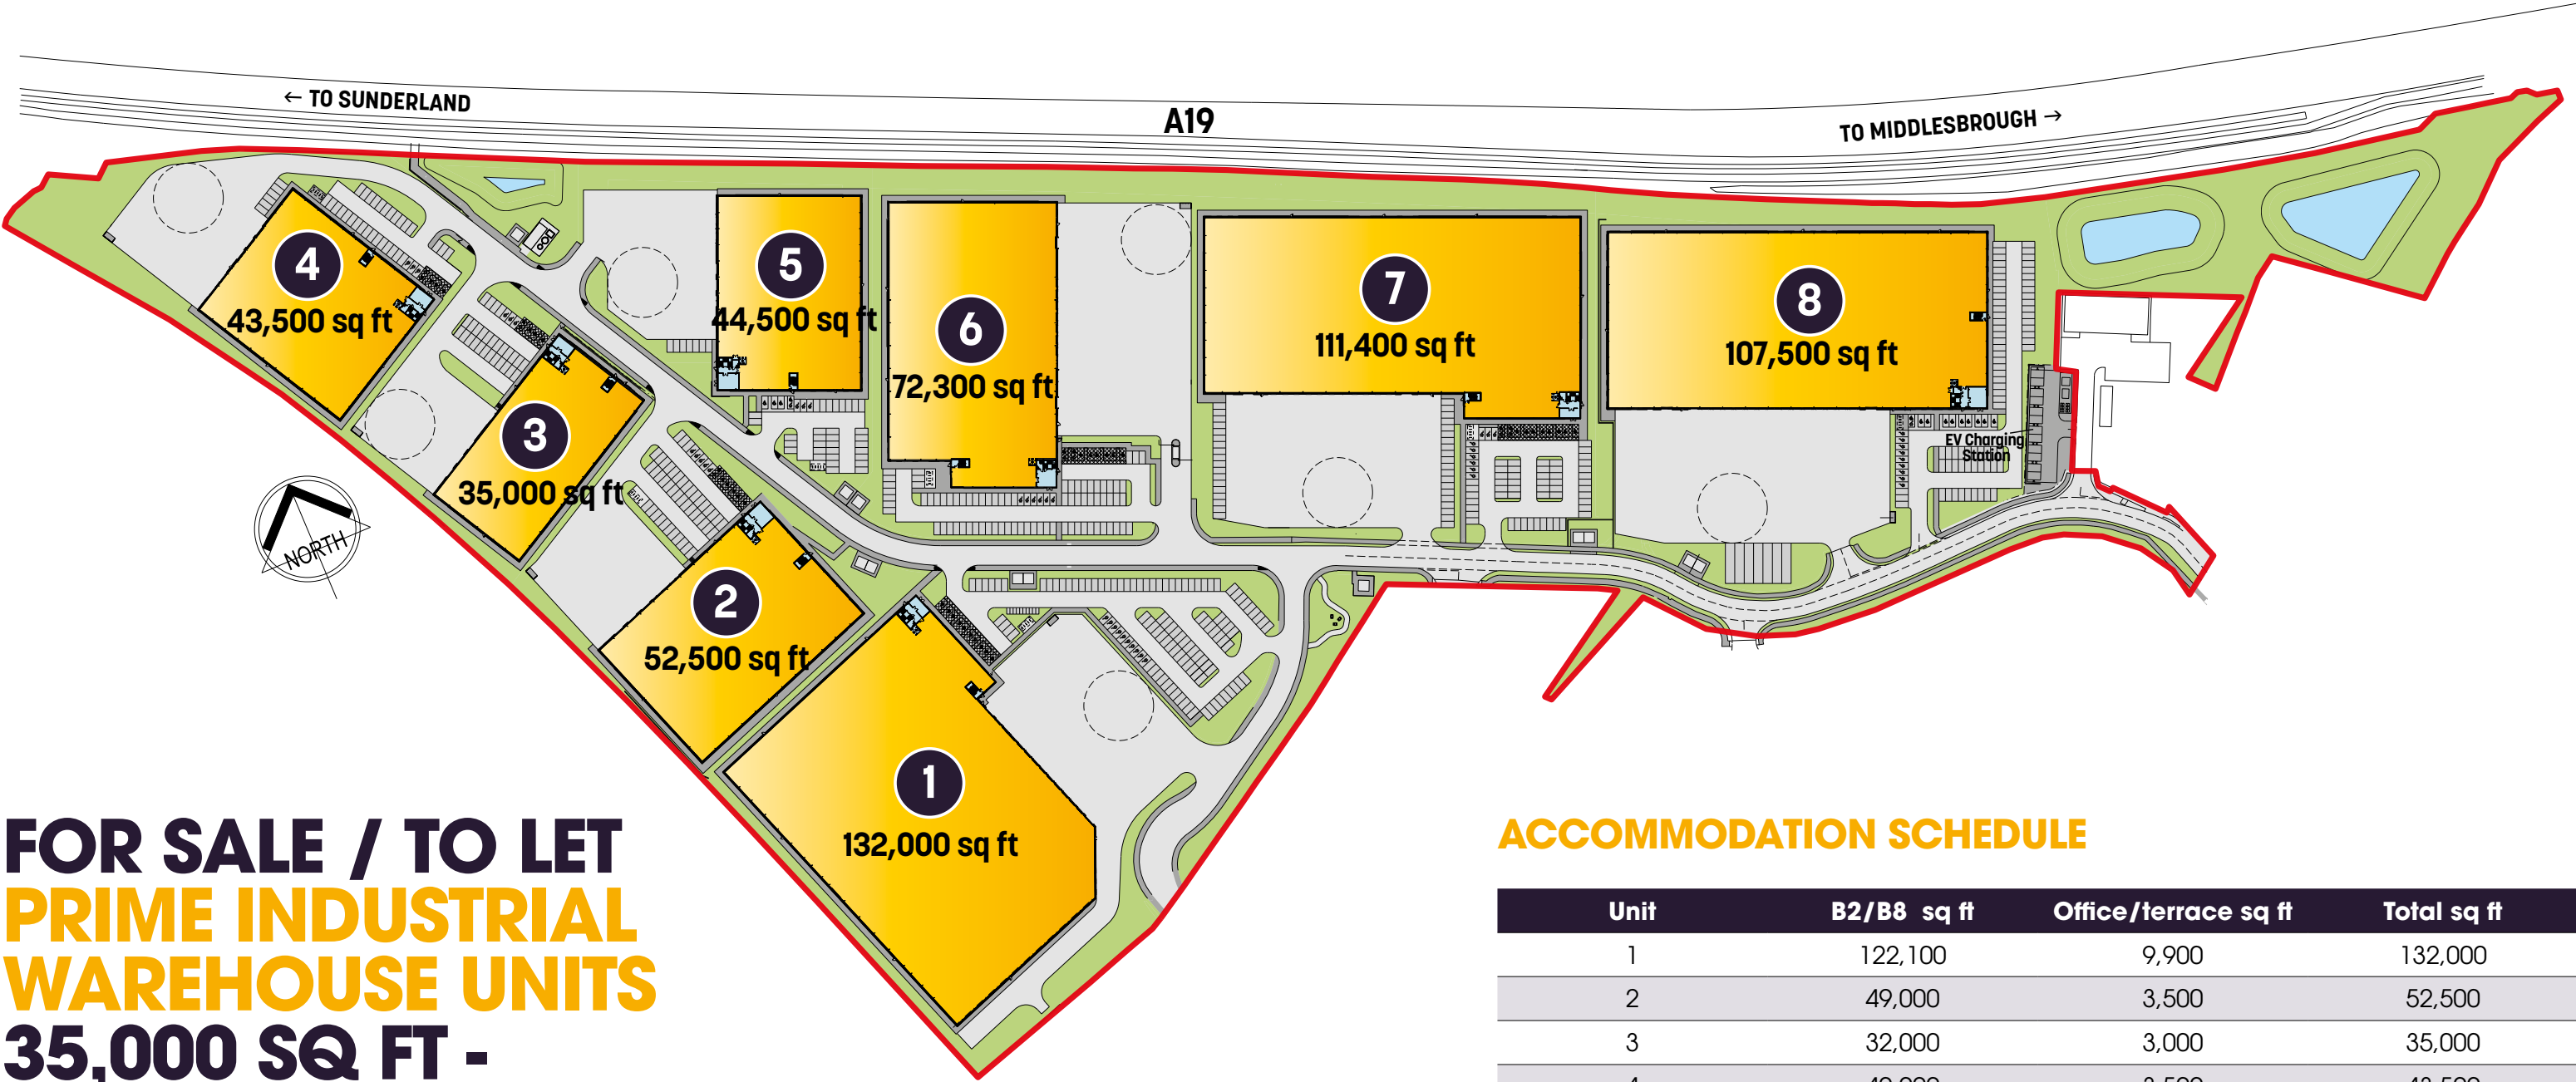 ← TO SUNDERLAND
A19
TO MIDDLESBROUGH →
4
43,500 sq ft
5
44,500 sq ft
6
72,300 sq ft
7
111,400 sq ft
8
107,500 sq ft
EV Charging
Station
3
35,000 sq ft
NORTH
2
52,500 sq ft
1
132,000 sq ft
FOR SALE / TO LET
PRIME INDUSTRIAL
WAREHOUSE UNITS
35,000 SQ FT -
ACCOMMODATION SCHEDULE
Unit B2/B8 sq ft Office/terrace sq ft Total sq ft
1 122,100 9,900 132,000
2 49,000 3,500 52,500
3 32,000 3,000 35,000